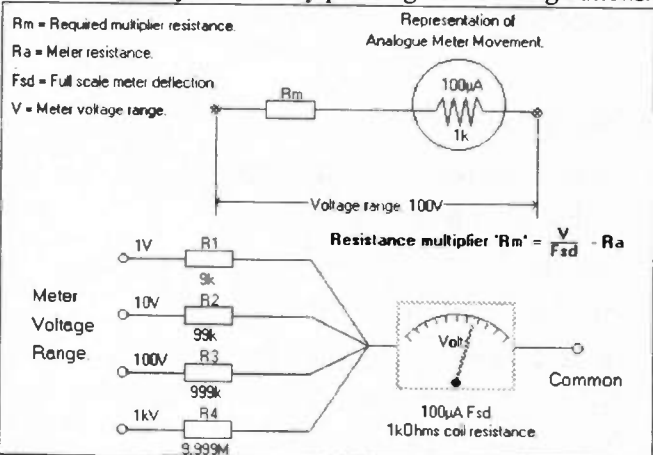 Rm = Required multiplier resistance.
Ra = Meter resistance.
Fsd = Full scale meter deflection
V = Meter voltage range.
Representation of
Analogue Meter Movement.
Rm
100µA
1k
Voltage range 100V
Resistance multiplier 'Rm' = V / Fsd - Ra
Meter
Voltage
Range.
1V
R1
9k
10V
R2
99k
100V
R3
999k
1kV
R4
9.999M
Volts
Common
100µA Fsd
1kOhms coil resistance